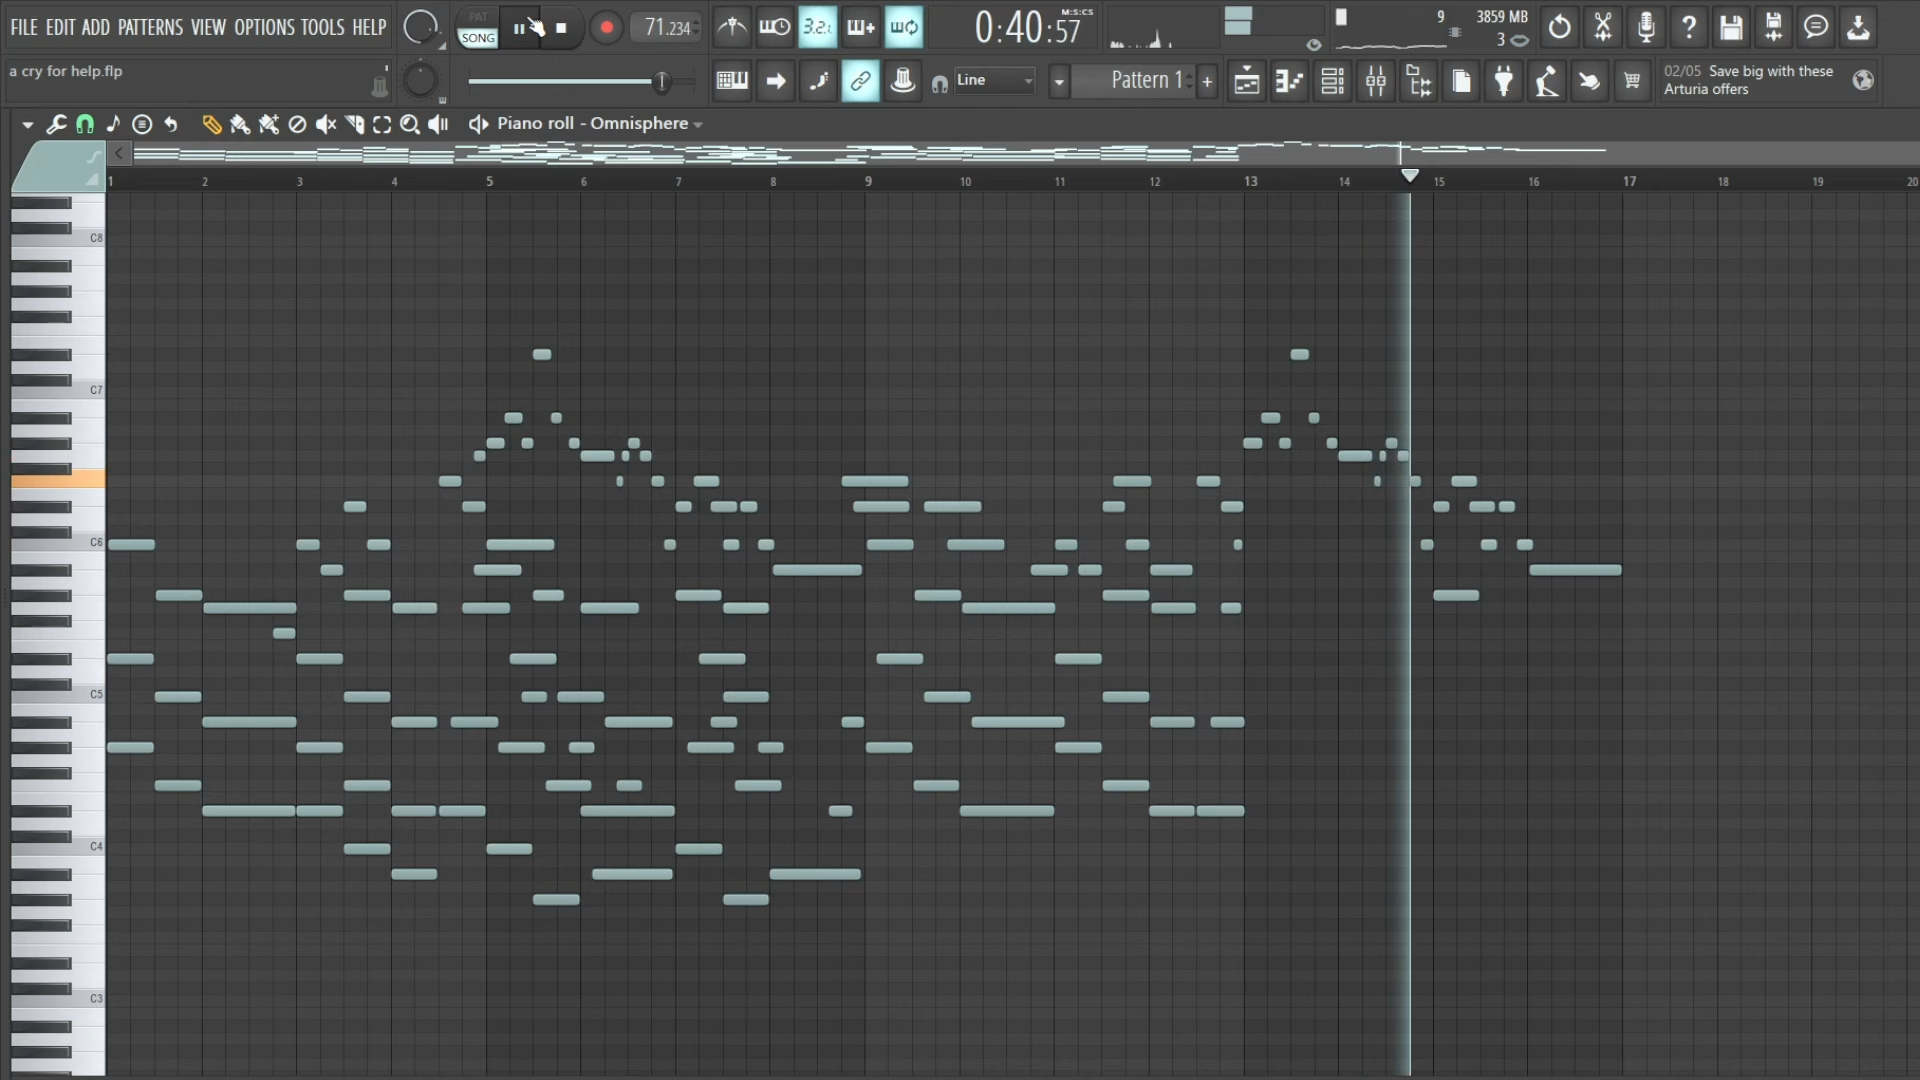 FILE EDIT ADD PATTERNS VIEW OPTIONS TOOLS HELP
PAT
SONG
71.234
3.2.
0:40:57
M:S:CS
9
3859 MB
3
a cry for help.flp
Line
Pattern 1
+
02/05 Save big with these
Arturia offers
Piano roll - Omnisphere
1 2 3 4 5 6 7 8 9 10 11 12 13 14 15 16 17 18 19 20
C8
C7
C6
C5
C4
C3